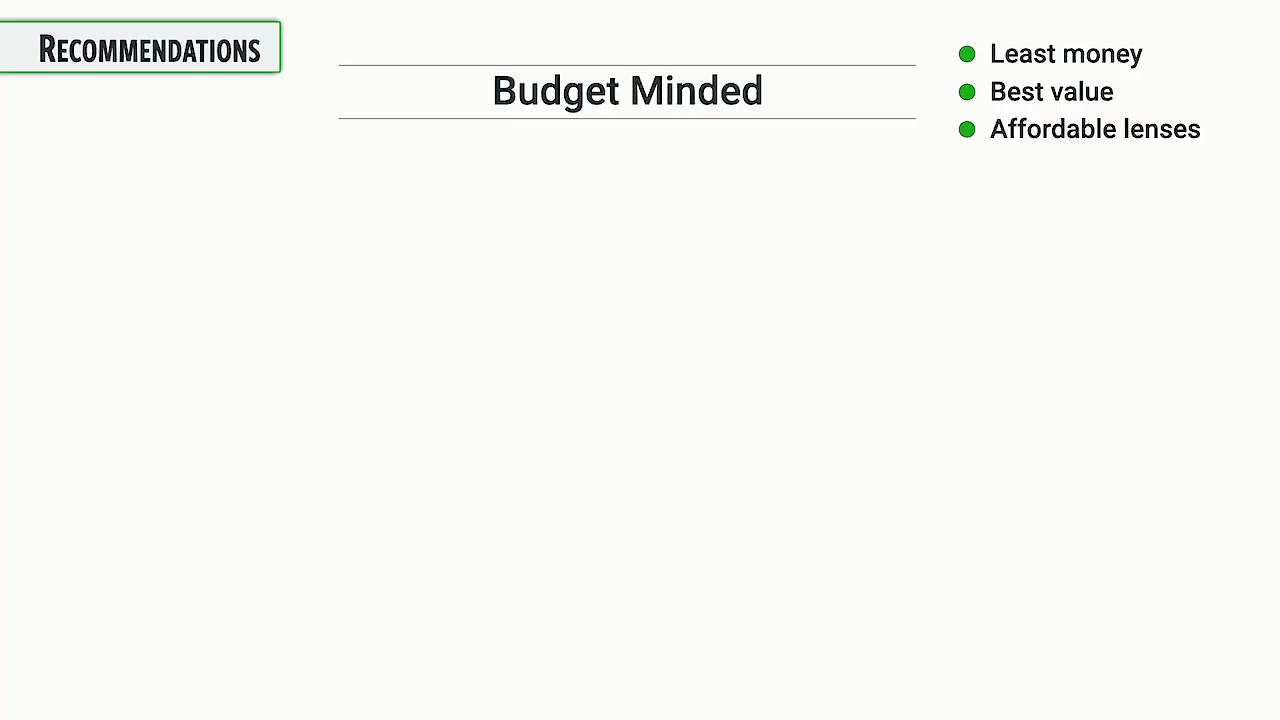 RECOMMENDATIONS
Budget Minded
Least money
Best value
Affordable lenses